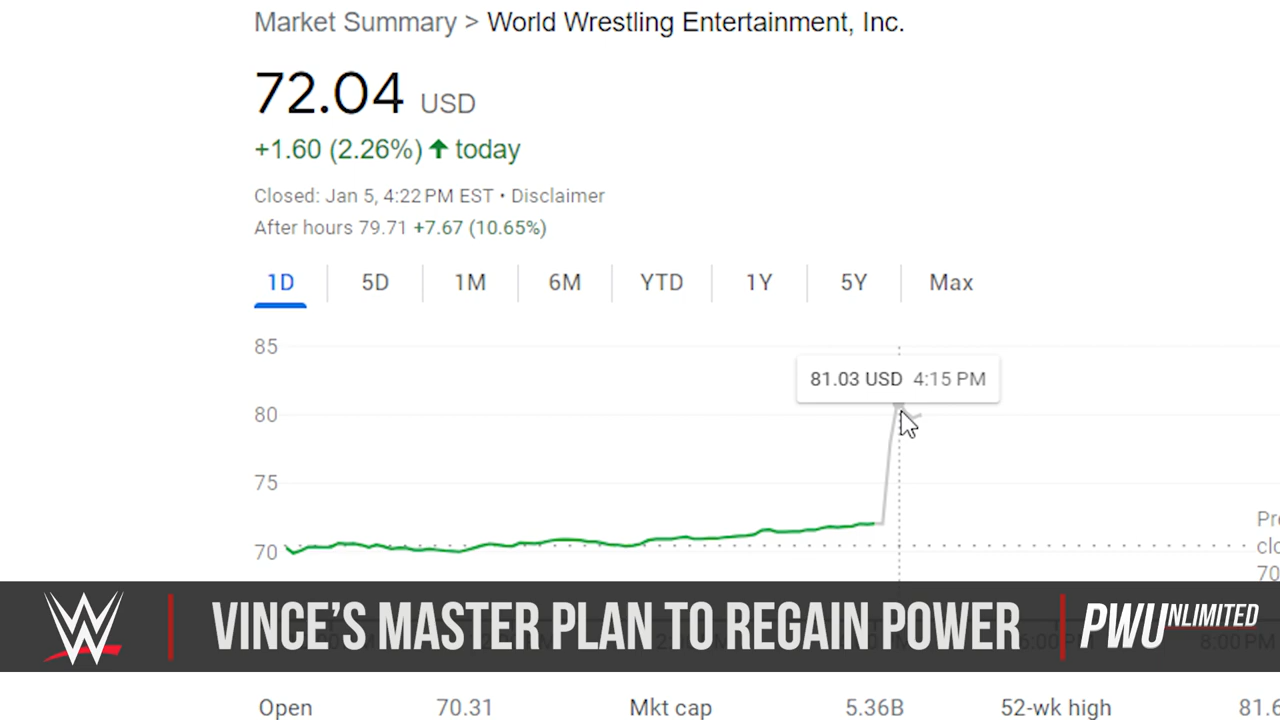 Market Summary > World Wrestling Entertainment, Inc.
72.04 USD
+1.60 (2.26%) ↑ today
Closed: Jan 5, 4:22 PM EST • Disclaimer
After hours 79.71 +7.67 (10.65%)
1D 5D 1M 6M YTD 1Y 5Y Max
85
81.03 USD 4:15 PM
80
75
70
W VINCE'S MASTER PLAN TO REGAIN POWER PWUNLIMITED
Open 70.31 Mkt cap 5.36B 52-wk high